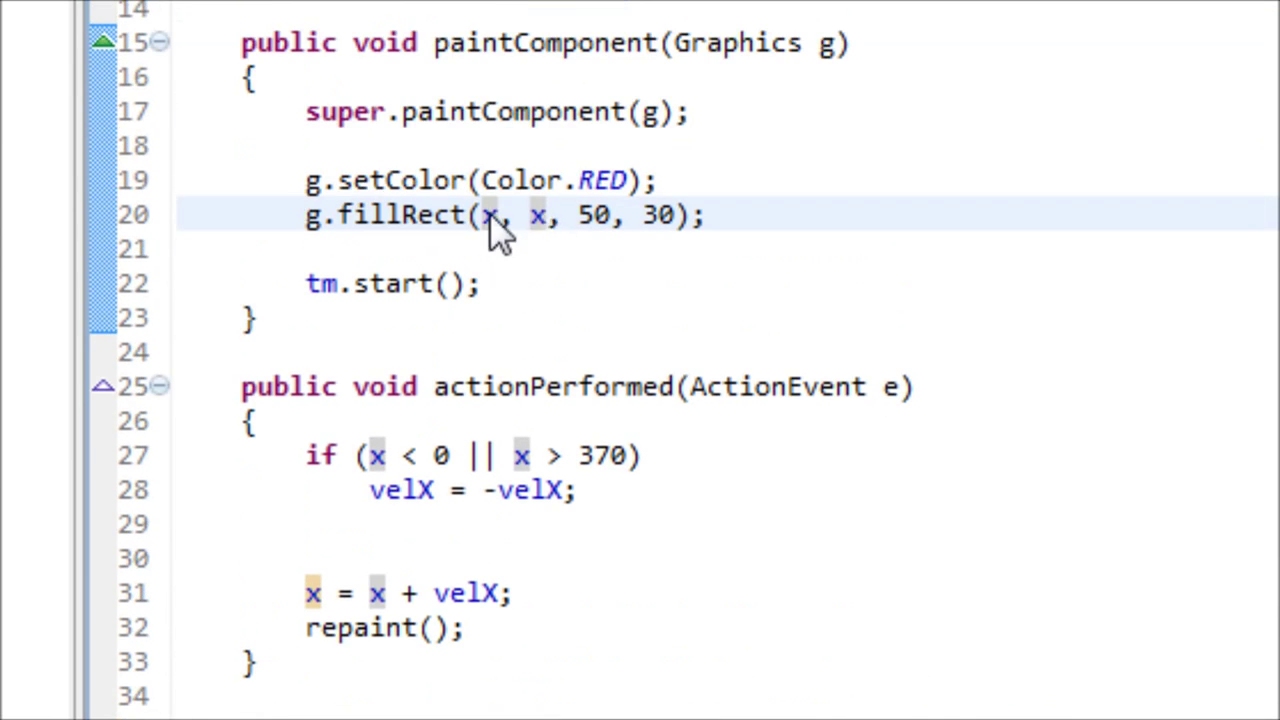 14
15 public void paintComponent(Graphics g)
16 {
17 super.paintComponent(g);
18
19 g.setColor(Color.RED);
20 g.fillRect(x, x, 50, 30);
21
22 tm.start();
23 }
24
25 public void actionPerformed(ActionEvent e)
26 {
27 if (x < 0 || x > 370)
28 velX = -velX;
29
30
31 x = x + velX;
32 repaint();
33 }
34